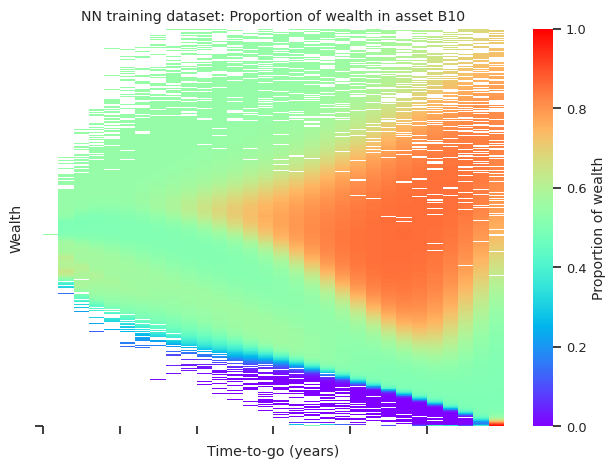 NN training dataset: Proportion of wealth in asset B10
Wealth
Time-to-go (years)
1.0
0.8
0.6
0.4
0.2
0.0
Proportion of wealth